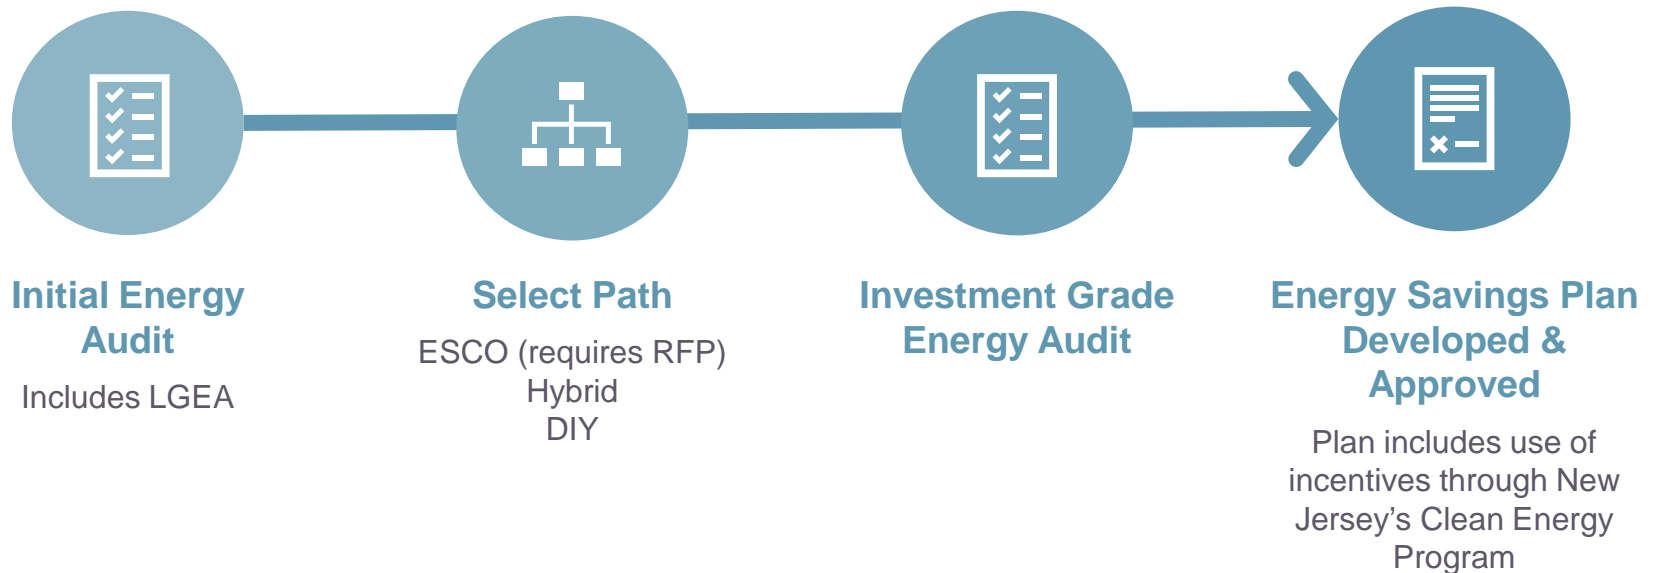 Initial Energy
Audit
Includes LGEA
Select Path
ESCO (requires RFP)
Hybrid
DIY
Investment Grade
Energy Audit
Energy Savings Plan
Developed &
Approved
Plan includes use of
incentives through New
Jersey’s Clean Energy
Program